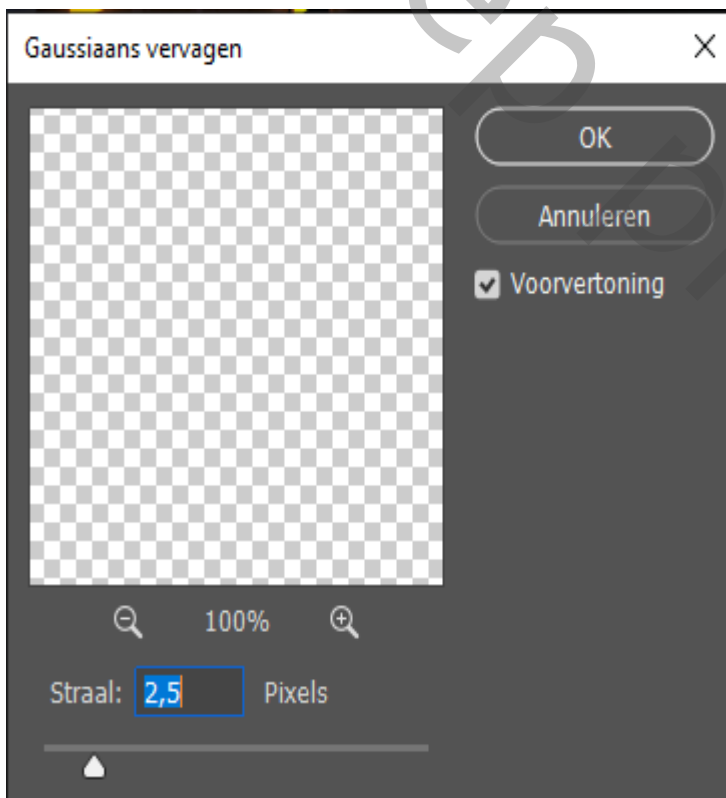 Gaussiaans vervagen
OK
Annuleren
Voorvertoning
100%
Straal: 2,5 Pixels